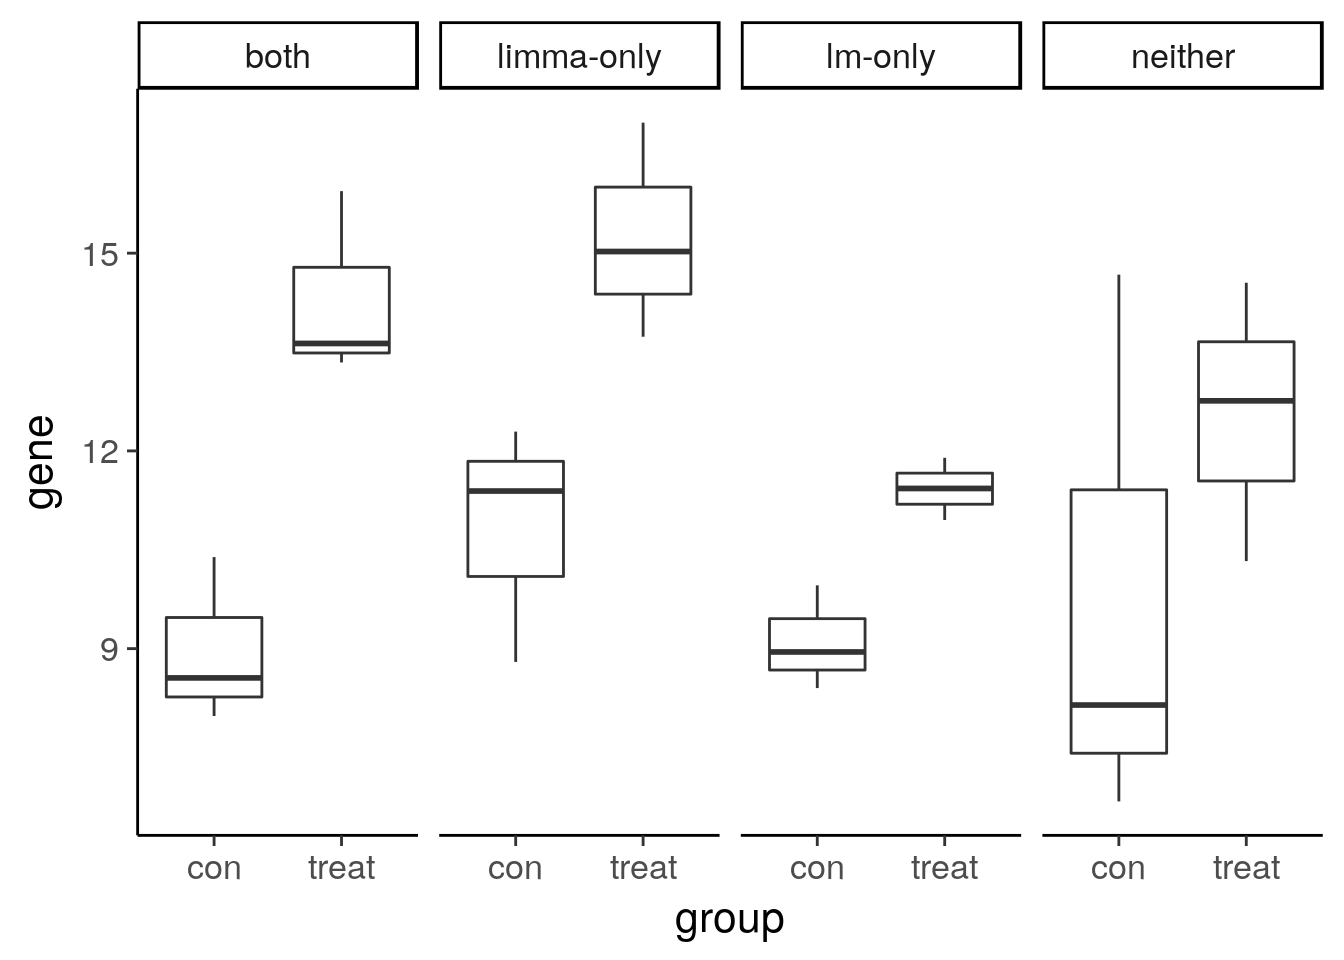 both limma-only lm-only neither
15
12
9
gene
con treat con treat con treat con treat
group